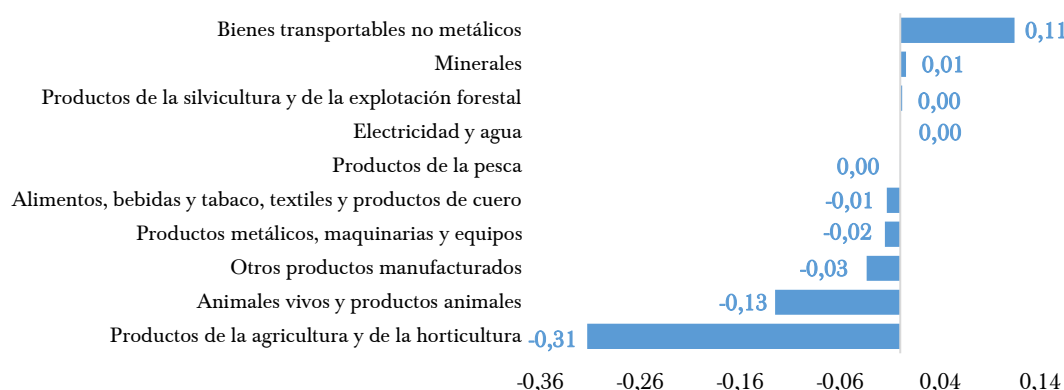 Bienes transportables no metálicos 0,11
Minerales 0,01
Productos de la silvicultura y de la explotación forestal 0,00
Electricidad y agua 0,00
Productos de la pesca 0,00
Alimentos, bebidas y tabaco, textiles y productos de cuero -0,01
Productos metálicos, maquinarias y equipos -0,02
Otros productos manufacturados -0,03
Animales vivos y productos animales -0,13
Productos de la agricultura y de la horticultura -0,31
-0,36 -0,26 -0,16 -0,06 0,04 0,14